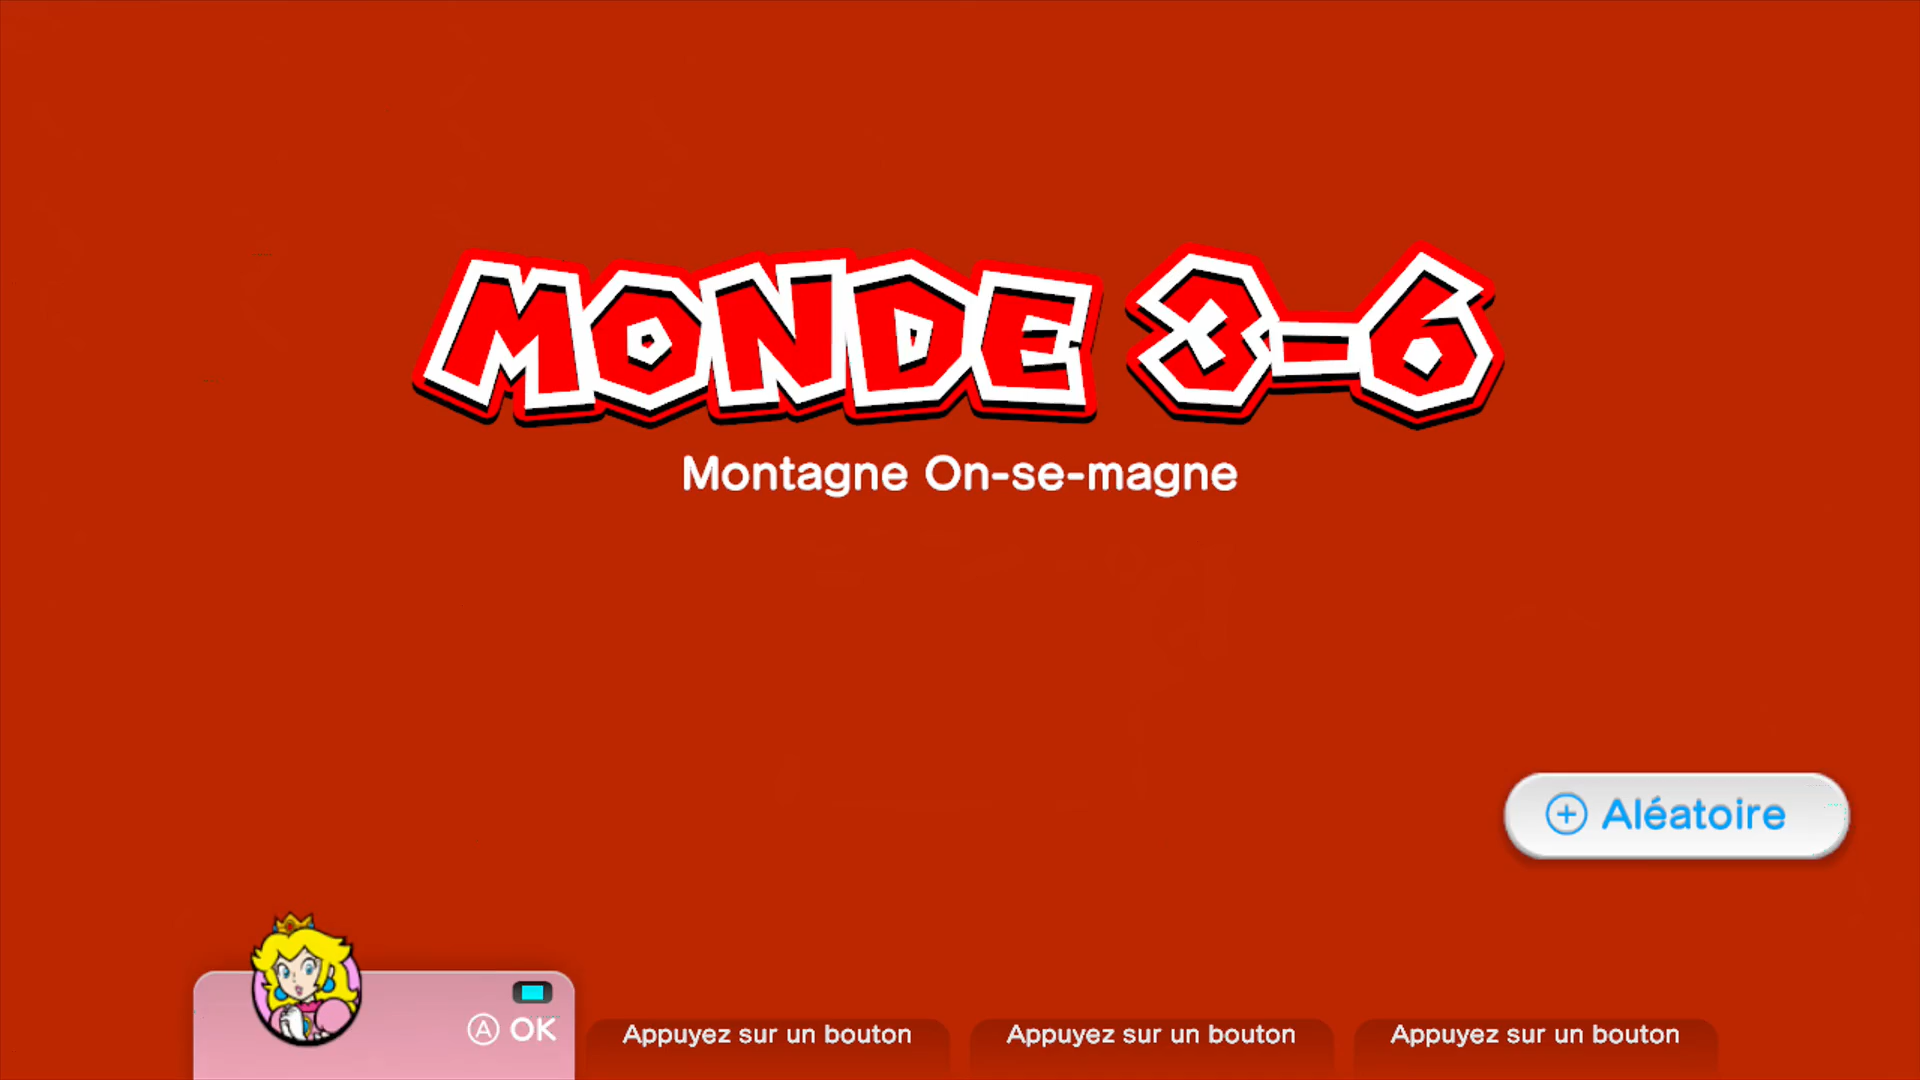 MONDE 3-6
Montagne On-se-magne
Aléatoire
A OK
Appuyez sur un bouton
Appuyez sur un bouton
Appuyez sur un bouton